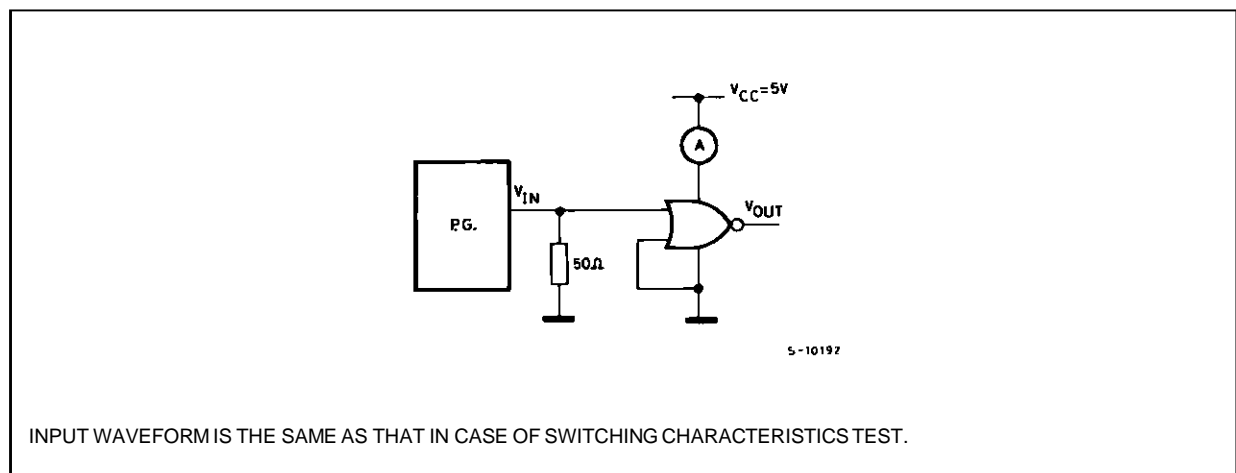 VCC=5V
A
VIN
P.G.
VOUT
50Ω
S-10192
INPUT WAVEFORM IS THE SAME AS THAT IN CASE OF SWITCHING CHARACTERISTICS TEST.